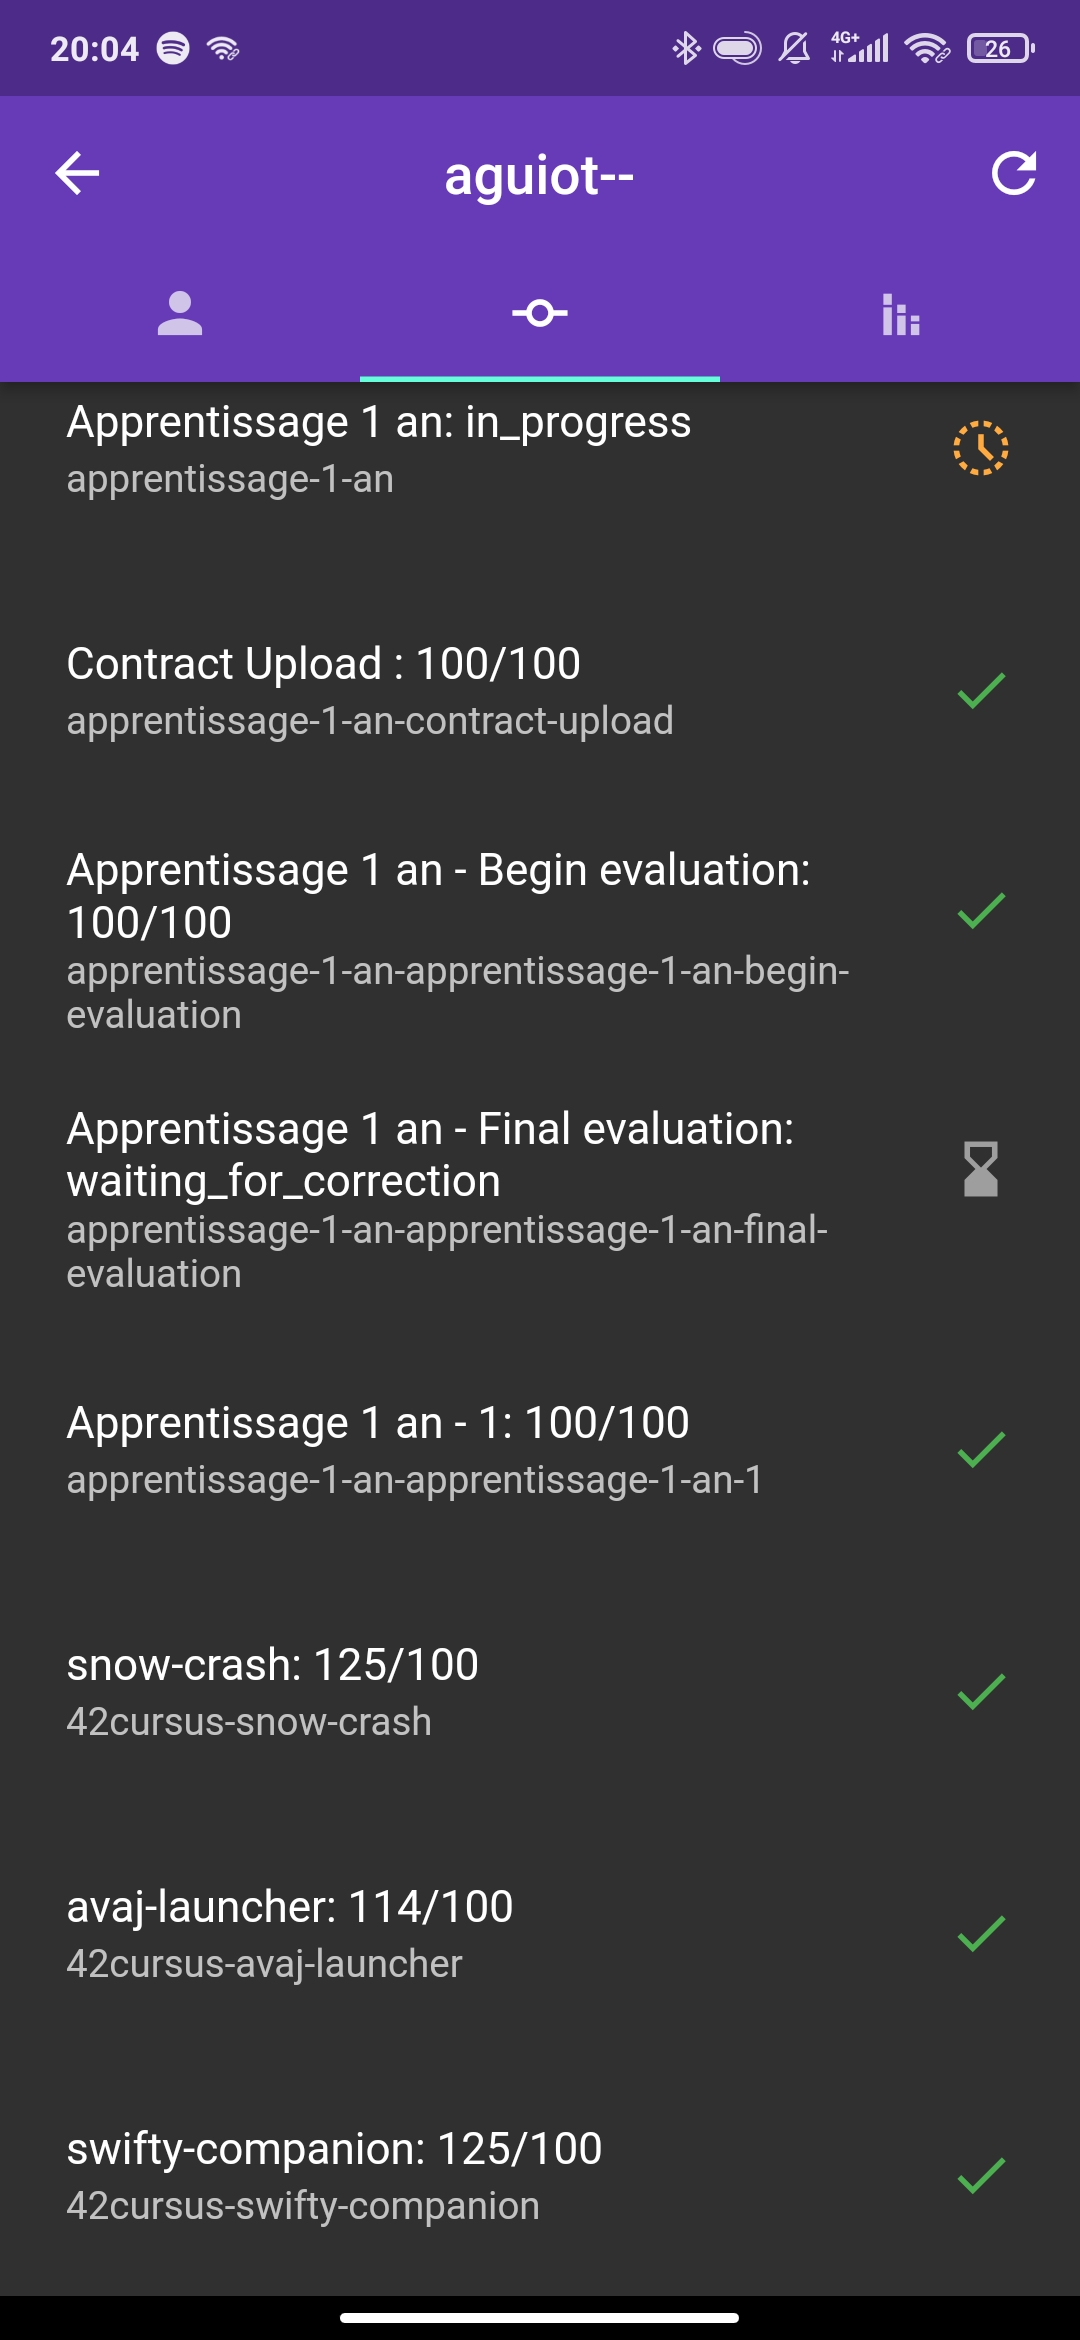 20:04
4G+
26
aguiot--
Apprentissage 1 an: in_progress
apprentissage-1-an
Contract Upload : 100/100
apprentissage-1-an-contract-upload
Apprentissage 1 an - Begin evaluation:
100/100
apprentissage-1-an-apprentissage-1-an-begin-
evaluation
Apprentissage 1 an - Final evaluation:
waiting_for_correction
apprentissage-1-an-apprentissage-1-an-final-
evaluation
Apprentissage 1 an - 1: 100/100
apprentissage-1-an-apprentissage-1-an-1
snow-crash: 125/100
42cursus-snow-crash
avaj-launcher: 114/100
42cursus-avaj-launcher
swifty-companion: 125/100
42cursus-swifty-companion